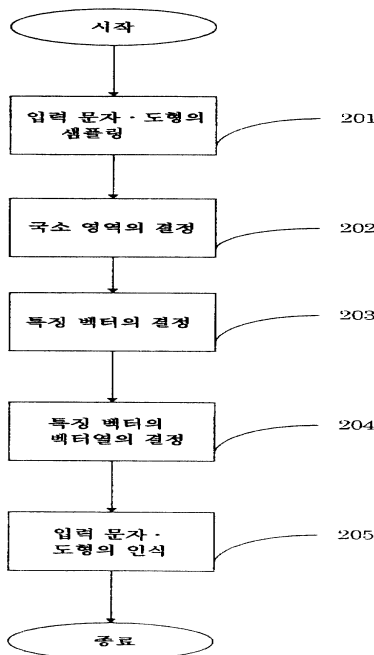 시작
입력 문자 · 도형의
샘플링
201
국소 영역의 결정
202
특징 벡터의 결정
203
특징 벡터의
벡터열의 결정
204
입력 문자 ·
도형의 인식
205
종료